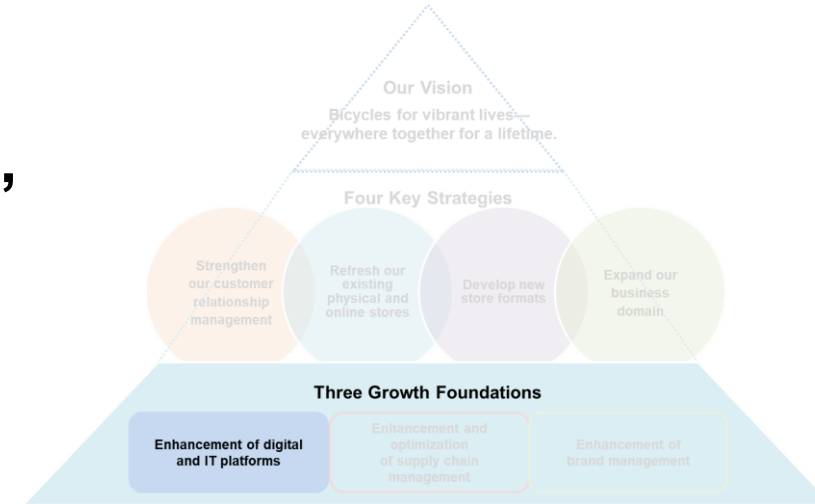 Our Vision
Bicycles for vibrant lives—
everywhere together for a lifetime.
,
Four Key Strategies
Strengthen
our customer
relationship
management
Refresh our
existing
physical and
online stores
Develop new
store formats
Expand our
business
domain
Three Growth Foundations
Enhancement of digital
and IT platforms
Enhancement and
optimization
of supply chain
management
Enhancement of
brand management